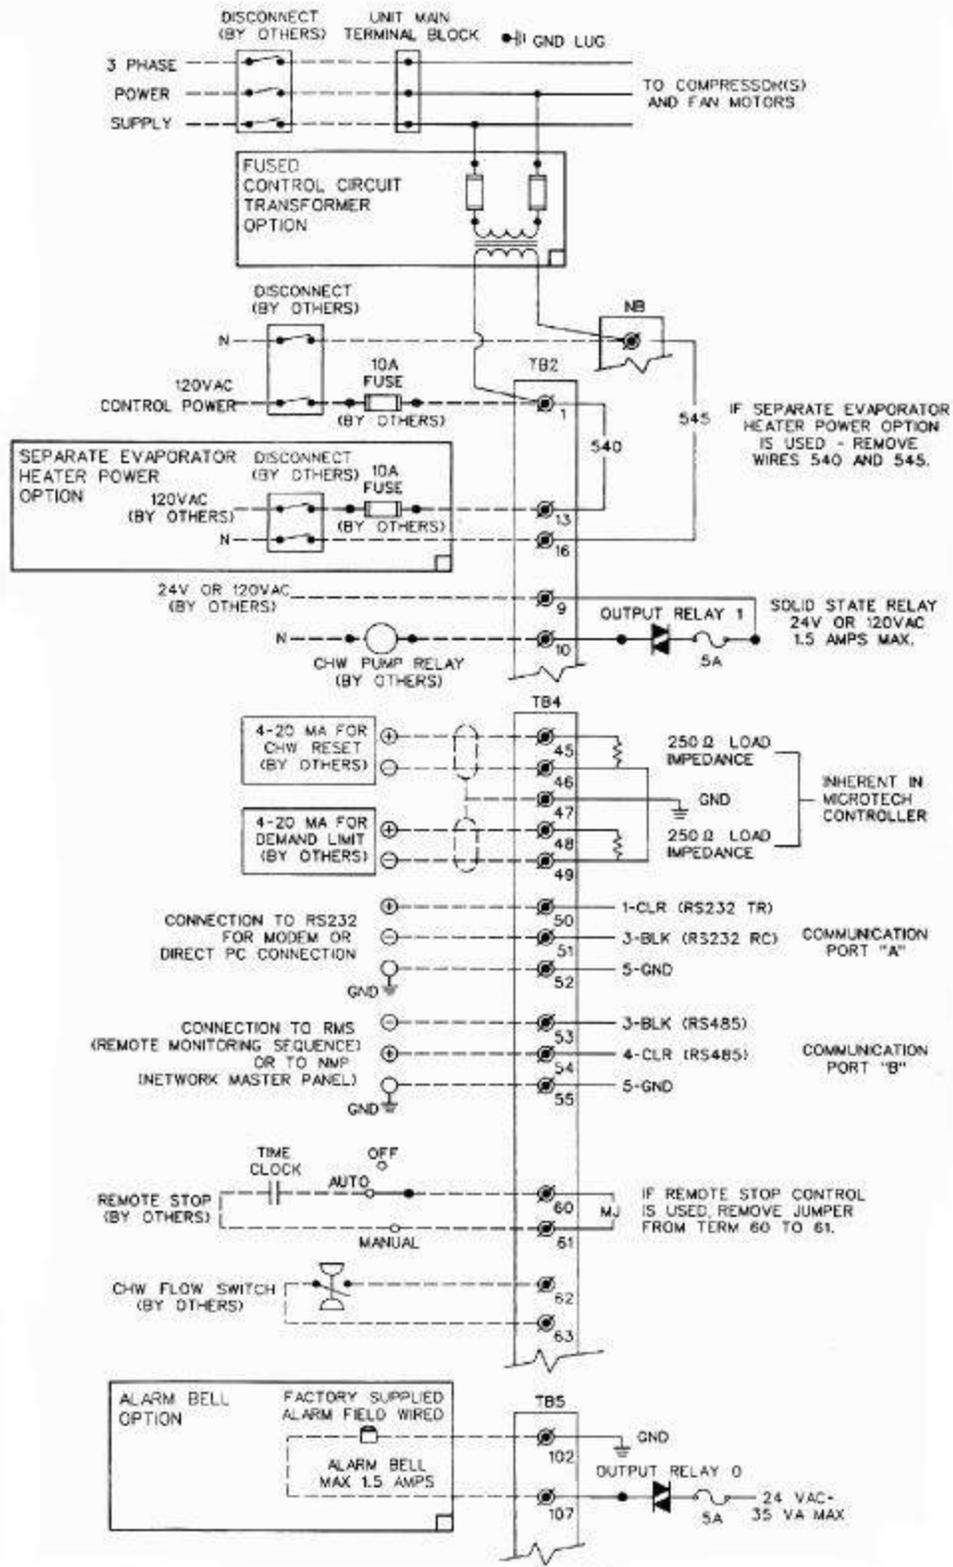 DISCONNECT
(BY OTHERS)
UNIT MAIN
TERMINAL BLOCK
GND LUG
3 PHASE
POWER
SUPPLY
TO COMPRESSOR(S)
AND FAN MOTORS
FUSED
CONTROL CIRCUIT
TRANSFORMER
OPTION
DISCONNECT
(BY OTHERS)
NB
N
TB2
10A
FUSE
120VAC
CONTROL POWER
(BY OTHERS)
1
540
545
IF SEPARATE EVAPORATOR
HEATER POWER OPTION
IS USED - REMOVE
WIRES 540 AND 545.
SEPARATE EVAPORATOR
HEATER POWER
OPTION
DISCONNECT
(BY OTHERS)
10A
FUSE
120VAC
(BY OTHERS)
(BY OTHERS)
13
N
16
24V OR 120VAC
(BY OTHERS)
9
OUTPUT RELAY 1
SOLID STATE RELAY
24V OR 120VAC
1.5 AMPS MAX.
N
10
5A
CHW PUMP RELAY
(BY OTHERS)
TB4
4-20 MA FOR
CHW RESET
(BY OTHERS)
+
-
45
46
250Ω LOAD
IMPEDANCE
47
GND
INHERENT IN
MICROTECH
CONTROLLER
4-20 MA FOR
DEMAND LIMIT
(BY OTHERS)
+
-
48
49
250Ω LOAD
IMPEDANCE
CONNECTION TO RS232
FOR MODEM OR
DIRECT PC CONNECTION
+
-
GND
50
51
52
1-CLR (RS232 TR)
3-BLK (RS232 RC)
5-GND
COMMUNICATION
PORT "A"
CONNECTION TO RMS
(REMOTE MONITORING SEQUENCE)
OR TO NMP
(NETWORK MASTER PANEL)
-
+
GND
53
54
55
3-BLK (RS485)
4-CLR (RS485)
5-GND
COMMUNICATION
PORT "B"
TIME
CLOCK
OFF
AUTO
REMOTE STOP
(BY OTHERS)
MANUAL
60
61
MJ
IF REMOTE STOP CONTROL
IS USED, REMOVE JUMPER
FROM TERM 60 TO 61.
CHW FLOW SWITCH
(BY OTHERS)
62
63
ALARM BELL
OPTION
FACTORY SUPPLIED
ALARM FIELD WIRED
ALARM BELL
MAX 1.5 AMPS
TB5
102
GND
OUTPUT RELAY 0
107
5A
24 VAC-
35 VA MAX